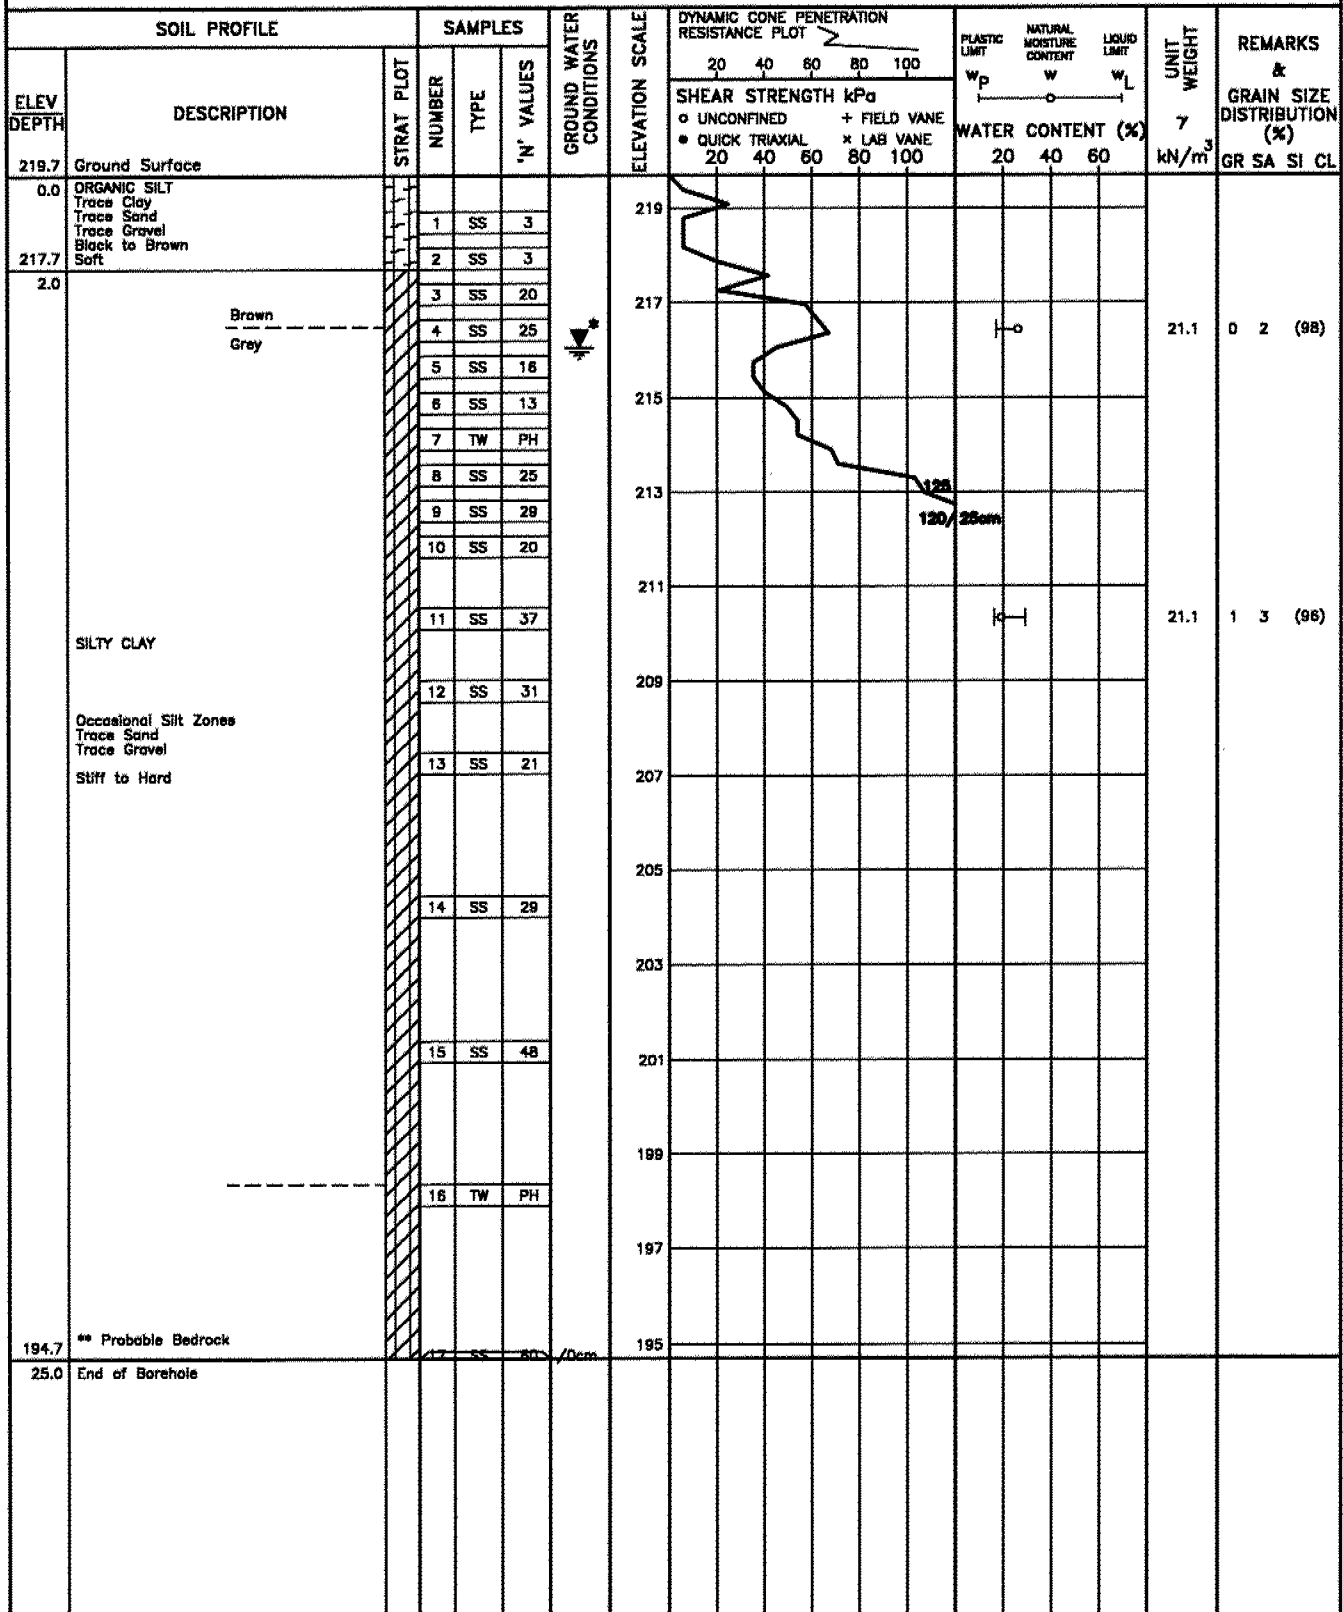 SOIL PROFILE
SAMPLES
GROUND WATER CONDITIONS
ELEVATION SCALE
DYNAMIC CONE PENETRATION
RESISTANCE PLOT
20 40 60 80 100
PLASTIC LIMIT
NATURAL MOISTURE CONTENT
LIQUID LIMIT
wP w wL
UNIT WEIGHT
γ
kN/m3
REMARKS
&
GRAIN SIZE
DISTRIBUTION
(%)
GR SA SI CL
ELEV
DEPTH
DESCRIPTION
STRAT PLOT
NUMBER
TYPE
'N' VALUES
SHEAR STRENGTH kPa
o UNCONFINED + FIELD VANE
● QUICK TRIAXIAL × LAB VANE
20 40 60 80 100
WATER CONTENT (%)
20 40 60
219.7 Ground Surface
0.0 ORGANIC SILT
Trace Clay
Trace Sand
Trace Gravel
Black to Brown
217.7 Soft
2.0
1 SS 3
2 SS 3
3 SS 20
Brown
4 SS 25
*
21.1 0 2 (98)
Grey
5 SS 16
6 SS 13
7 TW PH
8 SS 25
9 SS 29
10 SS 20
11 SS 37
21.1 1 3 (96)
SILTY CLAY
12 SS 31
Occasional Silt Zones
Trace Sand
Trace Gravel
13 SS 21
Stiff to Hard
14 SS 29
15 SS 48
16 TW PH
** Probable Bedrock
194.7
17 SS 60 /0cm
25.0 End of Borehole
219
217
215
213
211
209
207
205
203
201
199
197
195
125
120/ 25cm